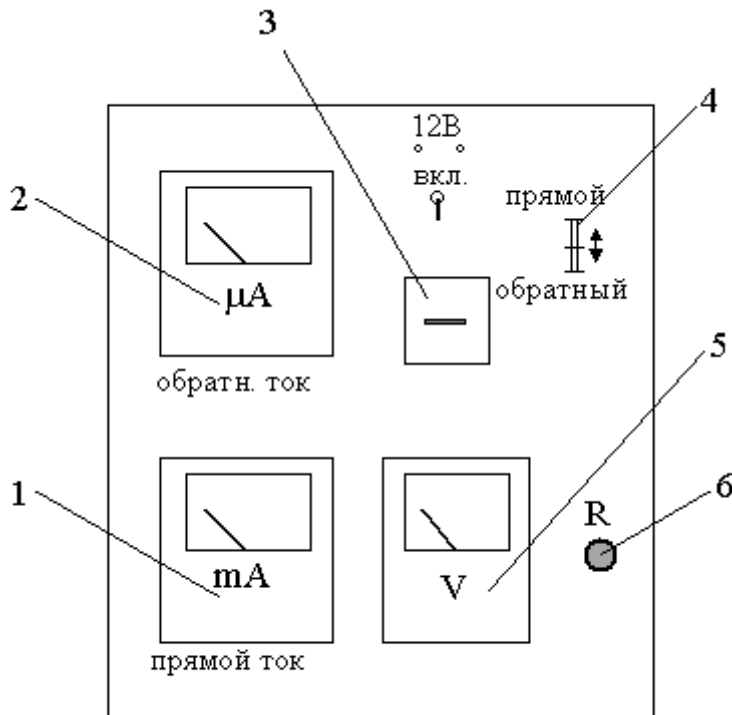 3
4
12В
вкл.
прямой
2
µA
обратный
обратн. ток
5
1
mA
V
R
6
прямой ток